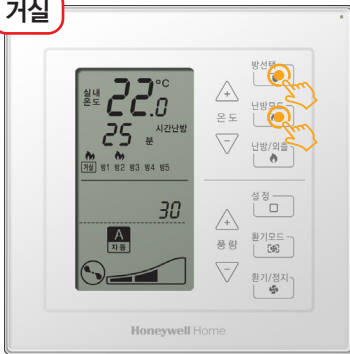 거실
실내 온도 22.0 °C
25 분 시간난방
거실 방1 방2 방3 방4 방5
30
A
자동
방선택
난방모드
온도
난방/외출
설정
환기모드
풍량
환기/정지
Honeywell Home